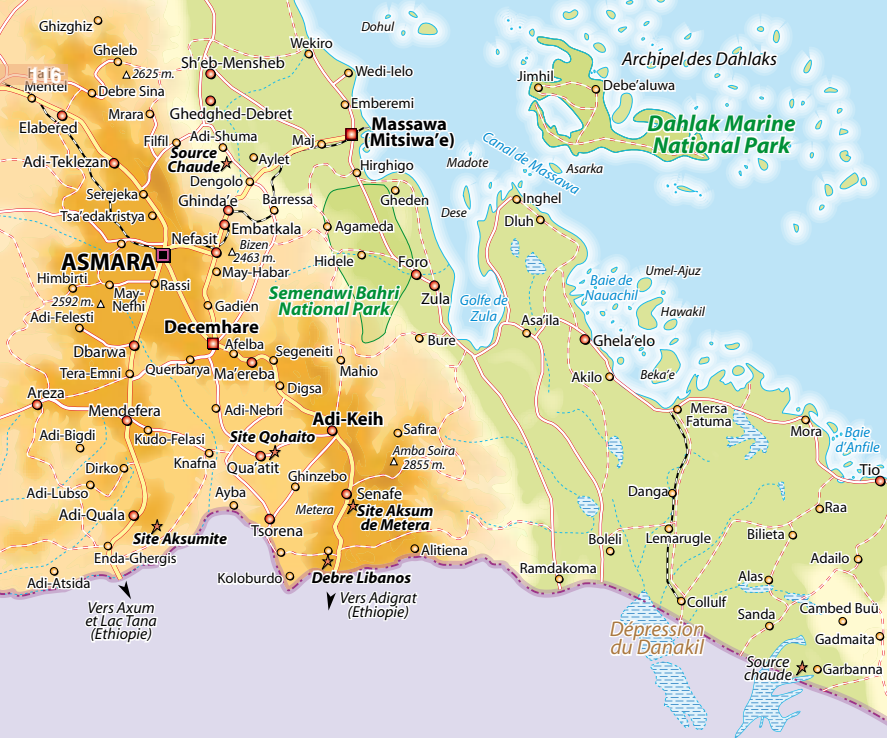 Ghizghiz
Dohul
Gheleb
Wekiro
2625 m.
Sh'eb-Mensheb
Wedi-Ielo
Archipel des Dahlaks
116
Mentel
Debre Sina
Jimhil
Debe'aluwa
Emberemi
Mrara
Ghedghed-Debret
Elabered
Massawa
(Mitsiwa'e)
Dahlak Marine
National Park
Filfil
Adi-Shuma
Maj
Source
Chaude
Aylet
Canal de Massawa
Adi-Teklezan
Madote
Asarka
Hirghigo
Dengolo
Serejeka
Ghinda'e
Barressa
Gheden
Inghel
Tsa'edakristya
Dese
Dluh
Embatkala
Agameda
Nefasit
Bizen
2463 m.
ASMARA
Hidele
Foro
May-Habar
Umel-Ajuz
Himbirti
Rassi
Baie de
Nauachil
May-
Nefhi
2592 m.
Semenawi Bahri
National Park
Zula
Golfe de
Zula
Gadien
Hawakil
Adi-Felesti
Asa'ila
Decemhare
Bure
Ghela'elo
Afelba
Dbarwa
Segeneiti
Querbarya
Ma'ereba
Mahio
Tera-Emni
Akilo
Beka'e
Digsa
Areza
Mendefera
Adi-Nebri
Mersa
Fatuma
Adi-Keih
Mora
Adi-Bigdi
Kudo-Felasi
Site Qohaito
Safira
Baie
d'Anfile
Amba Soira
2855 m.
Knafna
Qua'atit
Dirko
Tio
Ghinzebo
Adi-Lubso
Ayba
Senafe
Danga
Metera
Site Aksum
de Metera
Raa
Adi-Quala
Tsorena
Site Aksumite
Boleli
Lemarugle
Bilieta
Enda-Ghergis
Alitiena
Adailo
Ramdakoma
Adi-Atsida
Koloburdo
Debre Libanos
Alas
Vers Axum
et Lac Tana
(Ethiopie)
Vers Adigrat
(Ethiopie)
Collulf
Cambed Buü
Sanda
Dépression
du Danakil
Gadmaita
Source
chaude
Garbanna